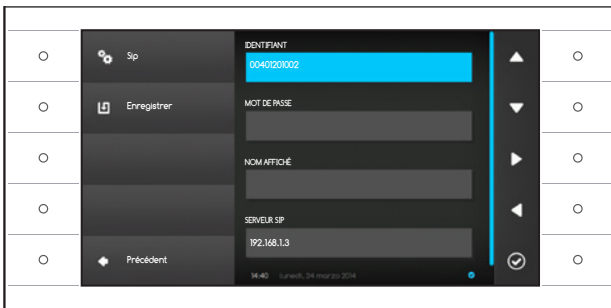 Sip
Enregistrer
Précédent
IDENTIFIANT
00401201002
MOT DE PASSE
NOM AFFICHÉ
SERVEUR SIP
192.168.1.3
14:40 lunedì, 24 marzo 2014